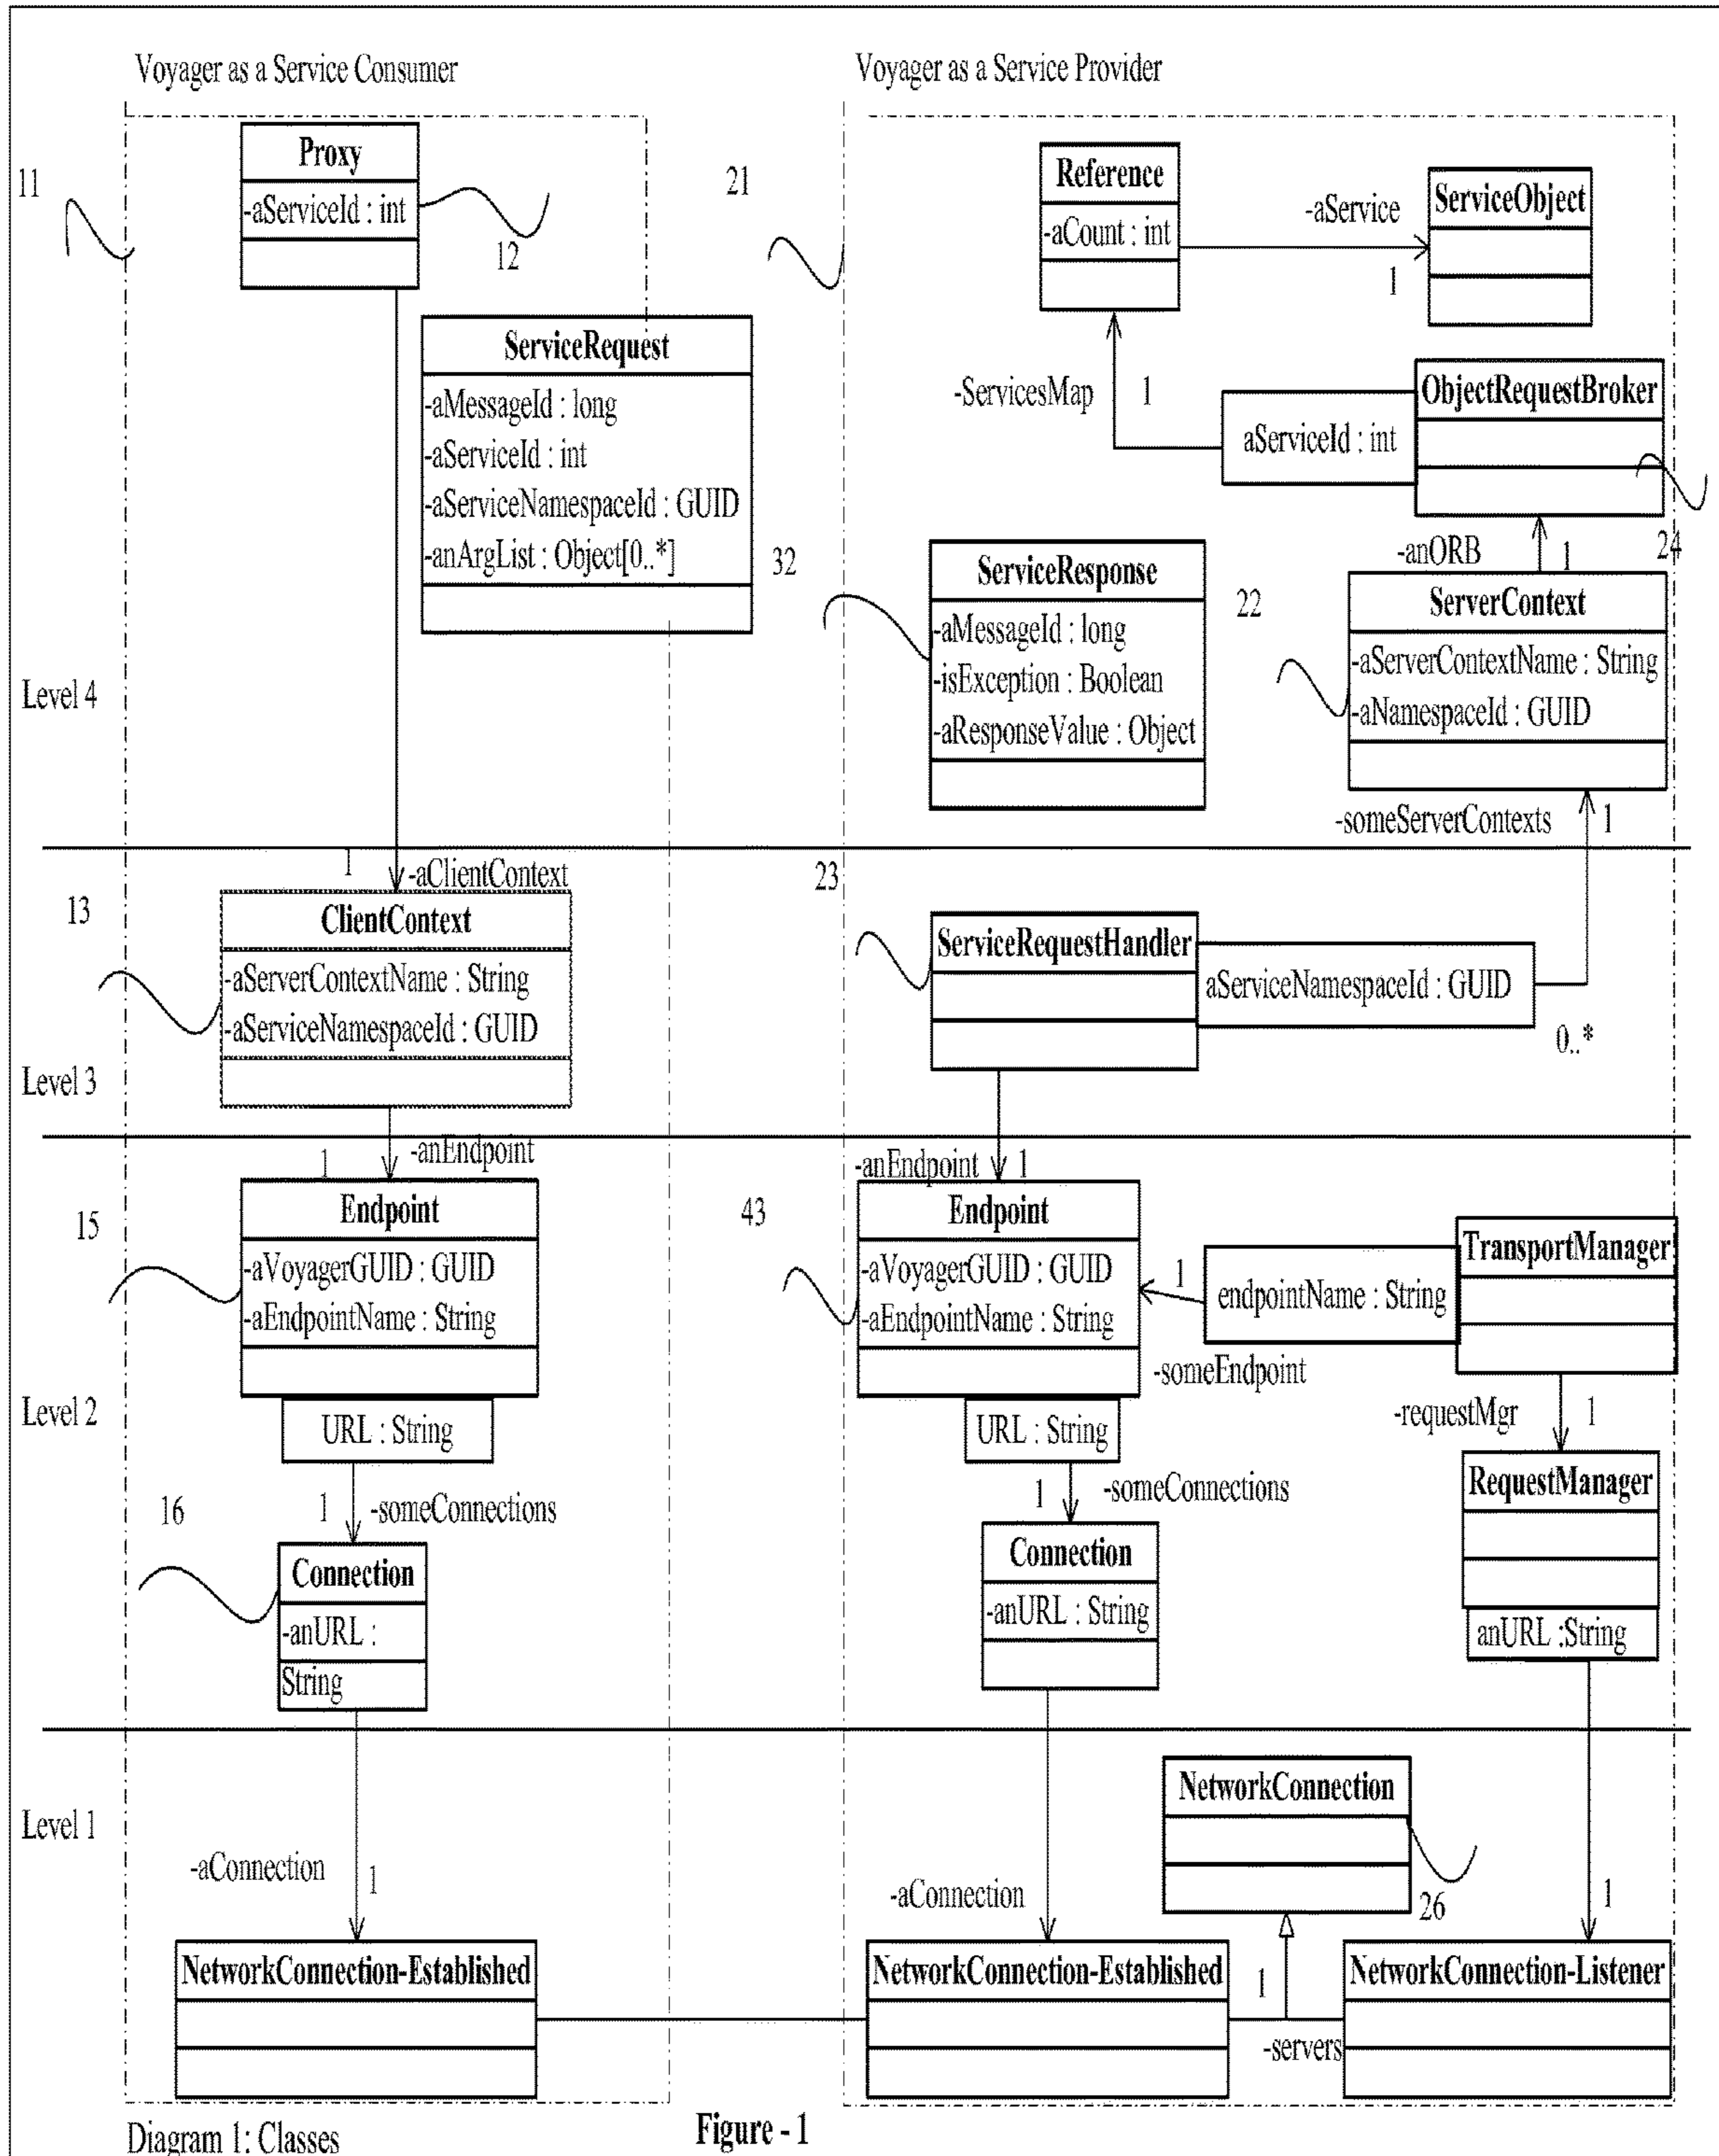 Voyager as a Service Consumer
Voyager as a Service Provider
11
Proxy
-aServiceId : int
12
21
Reference
-aCount : int
-aService
1
ServiceObject
ServiceRequest
-aMessageId : long
-aServiceId : int
-aServiceNamespaceId : GUID
-anArgList : Object[0..*]
-ServicesMap
1
aServiceId : int
ObjectRequestBroker
24
-anORB
1
32
ServiceResponse
-aMessageId : long
-isException : Boolean
-aResponseValue : Object
22
ServerContext
-aServerContextName : String
-aNamespaceId : GUID
Level 4
-someServerContexts
1
1
-aClientContext
13
ClientContext
-aServerContextName : String
-aServiceNamespaceId : GUID
23
ServiceRequestHandler
aServiceNamespaceId : GUID
0..*
Level 3
1
-anEndpoint
-anEndpoint
1
15
Endpoint
-aVoyagerGUID : GUID
-aEndpointName : String
URL : String
43
Endpoint
-aVoyagerGUID : GUID
-aEndpointName : String
URL : String
1
endpointName : String
TransportManager
-someEndpoint
Level 2
-requestMgr
1
16
1
-someConnections
1
-someConnections
RequestManager
anURL :String
Connection
-anURL :
String
Connection
-anURL : String
Level 1
NetworkConnection
26
-aConnection
1
-aConnection
1
1
NetworkConnection-Established
NetworkConnection-Established
NetworkConnection-Listener
-servers
Diagram 1: Classes
Figure - 1